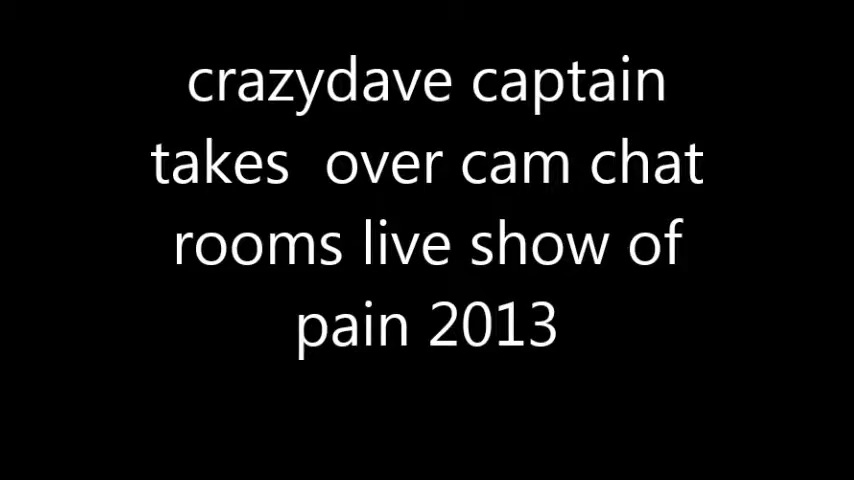 crazydave captain
takes  over cam chat
rooms live show of
pain 2013